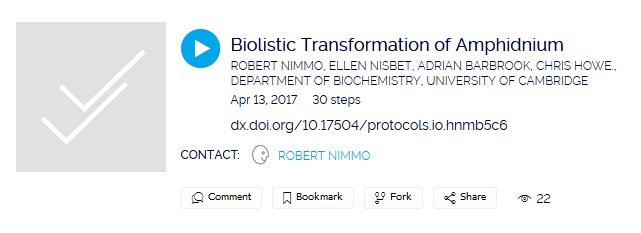 Biolistic Transformation of Amphidnium
ROBERT NIMMO, ELLEN NISBET, ADRIAN BARBROOK, CHRIS HOWE.,
DEPARTMENT OF BIOCHEMISTRY, UNIVERSITY OF CAMBRIDGE
Apr 13, 2017 30 steps
dx.doi.org/10.17504/protocols.io.hnmb5c6
CONTACT: ROBERT NIMMO
Comment Bookmark Fork Share 22